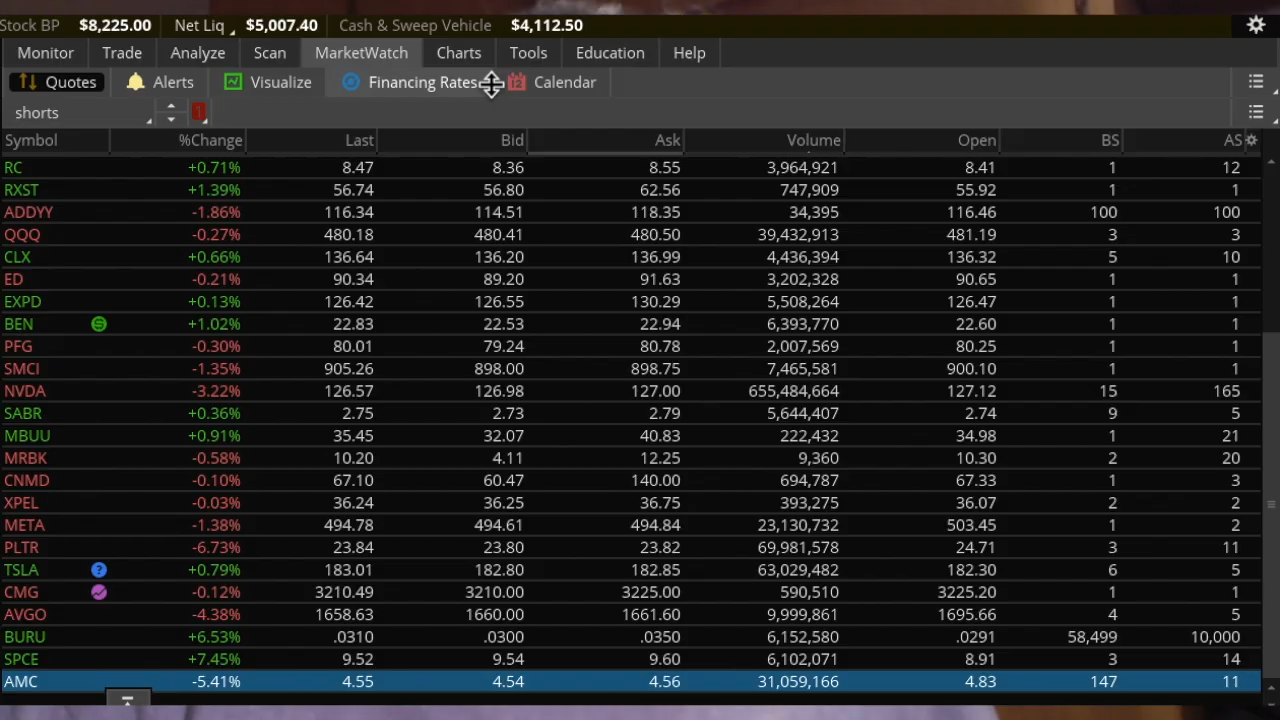 Stock BP $8,225.00 Net Liq $5,007.40 Cash & Sweep Vehicle $4,112.50
Monitor Trade Analyze Scan MarketWatch Charts Tools Education Help
Quotes Alerts Visualize Financing Rates 12 Calendar
shorts 1
Symbol %Change Last Bid Ask Volume Open BS AS
RC +0.71% 8.47 8.36 8.55 3,964,921 8.41 1 12
RXST +1.39% 56.74 56.80 62.56 747,909 55.92 1 1
ADDYY -1.86% 116.34 114.51 118.35 34,395 116.46 100 100
QQQ -0.27% 480.18 480.41 480.50 39,432,913 481.19 3 3
CLX +0.66% 136.64 136.20 136.99 4,436,394 136.32 5 10
ED -0.21% 90.34 89.20 91.63 3,202,328 90.65 1 1
EXPD +0.13% 126.42 126.55 130.29 5,508,264 126.47 1 1
BEN +1.02% 22.83 22.53 22.94 6,393,770 22.60 1 1
PFG -0.30% 80.01 79.24 80.78 2,007,569 80.25 1 1
SMCI -1.35% 905.26 898.00 898.75 7,465,581 900.10 1 1
NVDA -3.22% 126.57 126.98 127.00 655,484,664 127.12 15 165
SABR +0.36% 2.75 2.73 2.79 5,644,407 2.74 9 5
MBUU +0.91% 35.45 32.07 40.83 222,432 34.98 1 21
MRBK -0.58% 10.20 4.11 12.25 9,360 10.30 2 20
CNMD -0.10% 67.10 60.47 140.00 694,787 67.33 1 3
XPEL -0.03% 36.24 36.25 36.75 393,275 36.07 2 2
META -1.38% 494.78 494.61 494.84 23,130,732 503.45 1 2
PLTR -6.73% 23.84 23.80 23.82 69,981,578 24.71 3 11
TSLA ? +0.79% 183.01 182.80 182.85 63,029,482 182.30 6 5
CMG -0.12% 3210.49 3210.00 3225.00 590,510 3225.20 1 1
AVGO -4.38% 1658.63 1660.00 1661.60 9,999,861 1695.66 4 5
BURU +6.53% .0310 .0300 .0350 6,152,580 .0291 58,499 10,000
SPCE +7.45% 9.52 9.54 9.60 6,102,071 8.91 3 14
AMC -5.41% 4.55 4.54 4.56 31,059,166 4.83 147 11